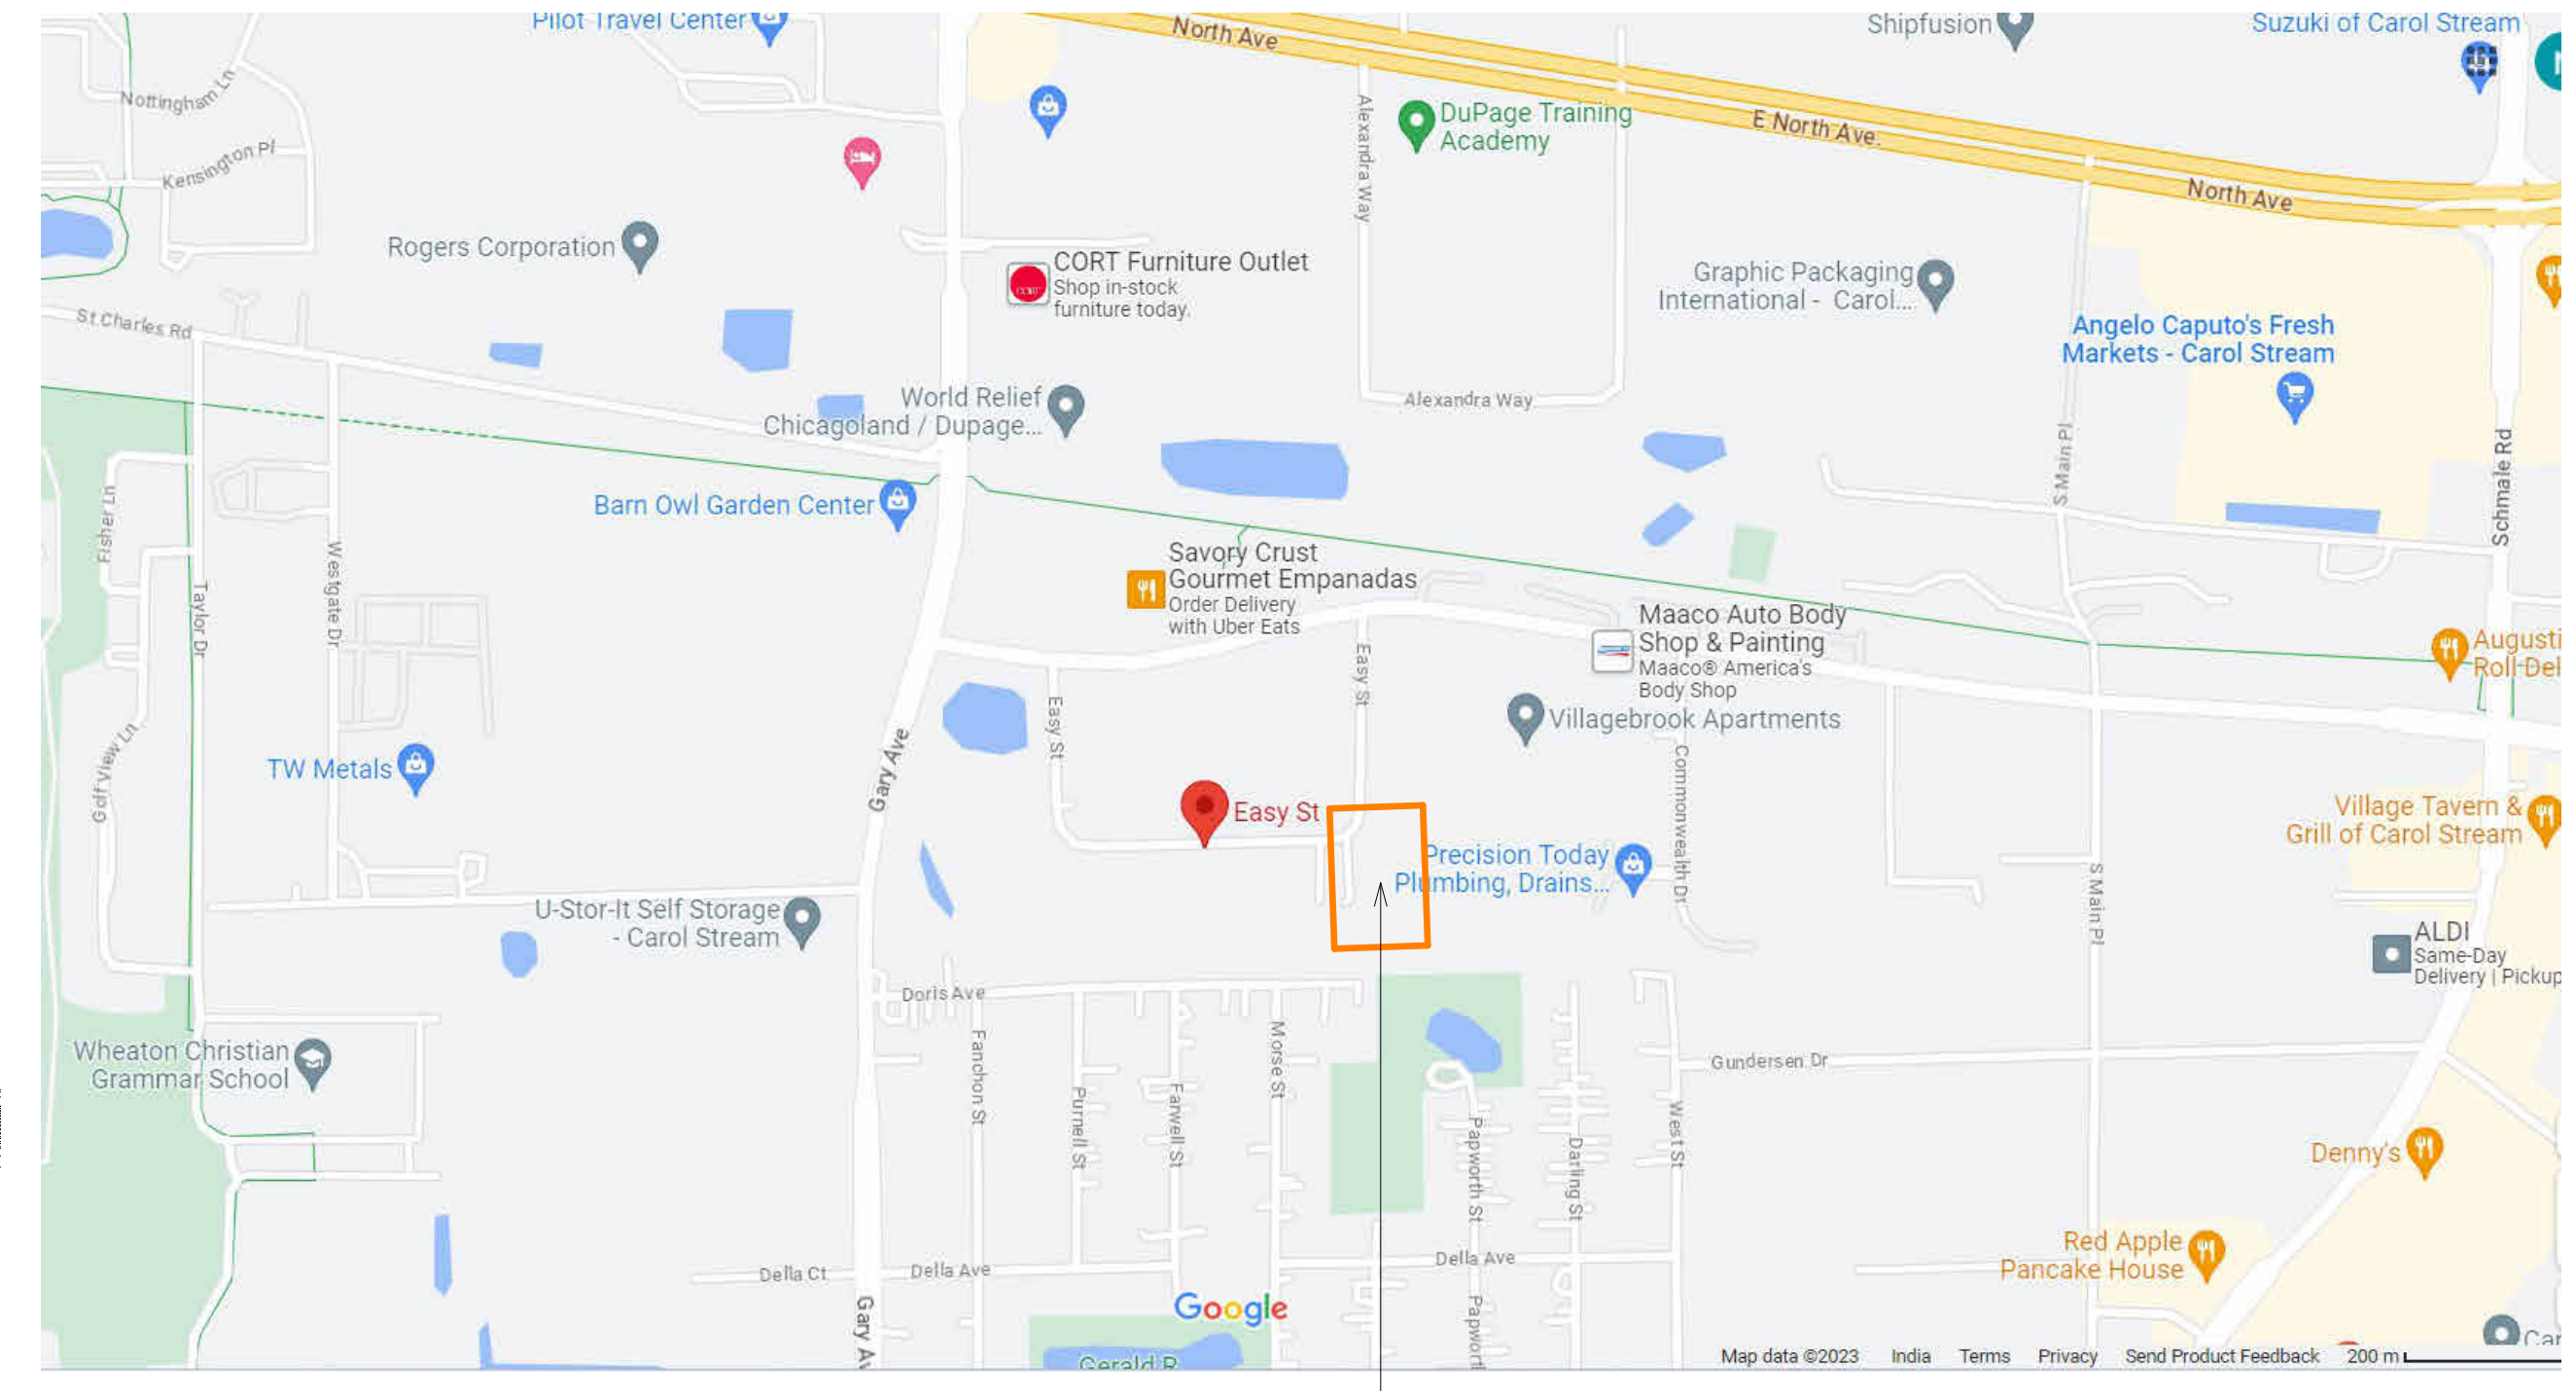 Pilot Travel Center
North Ave
Shipfusion
Suzuki of Carol Stream
Nottingham Ln
Alexandra Way
DuPage Training
Academy
E North Ave.
Kensington Pl
North Ave
Rogers Corporation
CORT Furniture Outlet
Shop in-stock
furniture today.
CORT
Graphic Packaging
International - Carol...
St Charles Rd
Angelo Caputo's Fresh
Markets - Carol Stream
World Relief
Chicagoland / Dupage...
Alexandra Way
S Main Pl
Schmale Rd
Barn Owl Garden Center
Fisher Ln
Westgate Dr
Taylor Dr
Savory Crust
Gourmet Empanadas
Order Delivery
with Uber Eats
Maaco Auto Body
Shop & Painting
Maaco® America's
Body Shop
Augusti
Roll Del
Easy St
Easy St
Villagebrook Apartments
Golf View Ln
TW Metals
Gary Ave
Commonwealth Dr
Easy St
Precision Today
Plumbing, Drains...
Village Tavern &
Grill of Carol Stream
U-Stor-It Self Storage
- Carol Stream
S Main Pl
ALDI
Same-Day
Delivery | Pickup
Doris Ave
Wheaton Christian
Grammar School
Fanchon St
Purnell St
Farwell St
Morse St
Gundersen Dr
Papworth St
Darling St
West St
Denny's
Della Ct
Della Ave
Della Ave
Red Apple
Pancake House
Gary Av
Google
Papwort
Gerald R
Car
Map data ©2023 India Terms Privacy Send Product Feedback 200 m